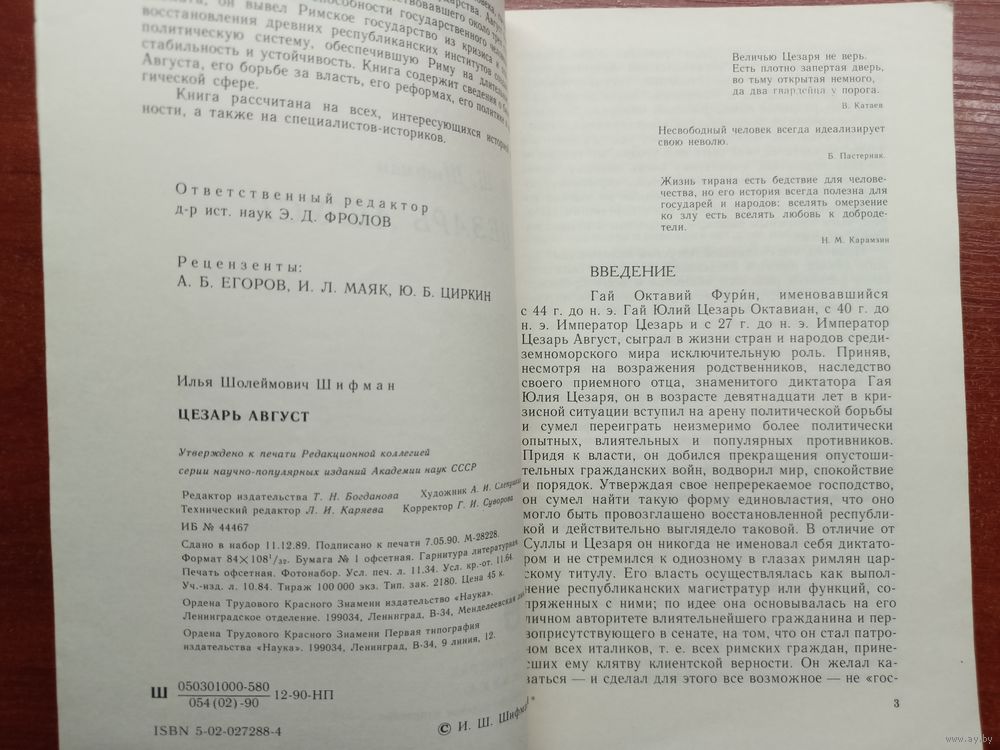 он вывел Римское государство из кризиса и
восстановления древних республиканских институтов
политическую систему, обеспечившую Риму на
стабильность и устойчивость. Книга содержит сведения о
Августа, его борьбе за власть, его реформах, его политике
гической сфере.
Книга рассчитана на всех, интересующихся
ности, а также на специалистов-историков.
Ответственный редактор
д-р ист. наук Э. Д. ФРОЛОВ
Рецензенты:
А. Б. ЕГОРОВ, И. Л. МАЯК, Ю. Б. ЦИРКИН
Илья Шолеймович Шифман
ЦЕЗАРЬ АВГУСТ
Утверждено к печати Редакционной коллегией
серии научно-популярных изданий Академии наук СССР
Редактор издательства Т. Н. Богданова Художник А. И.
Технический редактор Л. И. Каряева Корректор Г. И. Суворова
ИБ № 44467
Сдано в набор 11.12.89. Подписано к печати 7.05.90. М-28228.
Формат 84×108¹/₃₂. Бумага № 1 офсетная. Гарнитура литературная.
Печать офсетная. Фотонабор. Усл. печ. л. 11.34. Усл. кр.-от. 11.64.
Уч.-изд. л. 10.84. Тираж 100 000 экз. Тип. зак. 2180. Цена 45 к.
Ордена Трудового Красного Знамени издательство «Наука».
Ленинградское отделение. 199034, Ленинград, В-34, Менделеевская
Ордена Трудового Красного Знамени Первая типография
издательства «Наука». 199034, Ленинград, В-34, 9 линия, 12.
Ш 050301000-580 12-90-НП
054(02)-90
ISBN 5-02-027288-4
© И. Ш. Шифман
Величью Цезаря не верь.
Есть плотно запертая дверь,
во тьму открытая немного,
да два гвардейца у порога.
В. Катаев
Несвободный человек всегда идеализирует
свою неволю.
Б. Пастернак.
Жизнь тирана есть бедствие для челове-
чества, но его история всегда полезна для
государей и народов: вселять омерзение
ко злу есть вселять любовь к доброде-
тели.
Н. М. Карамзин
ВВЕДЕНИЕ
Гай Октавий Фури́н, именовавшийся
с 44 г. до н. э. Гай Юлий Цезарь Октавиан, с 40 г. до
н. э. Император Цезарь и с 27 г. до н. э. Император
Цезарь Август, сыграл в жизни стран и народов среди-
земноморского мира исключительную роль. Приняв,
несмотря на возражения родственников, наследство
своего приемного отца, знаменитого диктатора Гая
Юлия Цезаря, он в возрасте девятнадцати лет в кри-
зисной ситуации вступил на арену политической борьбы
и сумел переиграть неизмеримо более политически
опытных, влиятельных и популярных противников.
Придя к власти, он добился прекращения опустоши-
тельных гражданских войн, водворил мир, спокойствие
и порядок. Утверждая свое непререкаемое господство,
он сумел найти такую форму единовластия, что оно
могло быть провозглашено восстановленной республи-
кой и действительно выглядело таковой. В отличие от
Суллы и Цезаря он никогда не именовал себя диктато-
ром и не стремился к одиозному в глазах римлян цар-
скому титулу. Его власть осуществлялась как выпол-
нение республиканских магистратур или функций, со-
пряженных с ними; по идее она основывалась на его
личном авторитете влиятельнейшего гражданина и пер-
воприсутствующего в сенате, на том, что он стал патро-
ном всех италиков, т. е. всех римских граждан, принес-
ших ему клятву клиентской верности. Он желал ка-
заться — и сделал для этого все возможное — не «гос-
3
www.ay.by